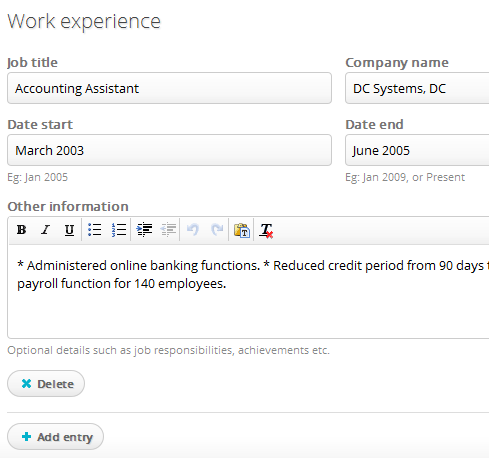 Work experience
Job title Company name
Accounting Assistant DC Systems, DC
Date start Date end
March 2003 June 2005
Eg: Jan 2005 Eg: Jan 2009, or Present
Other information
B I U
* Administered online banking functions. * Reduced credit period from 90 days
payroll function for 140 employees.
Optional details such as job responsibilities, achievements etc.
Delete
Add entry